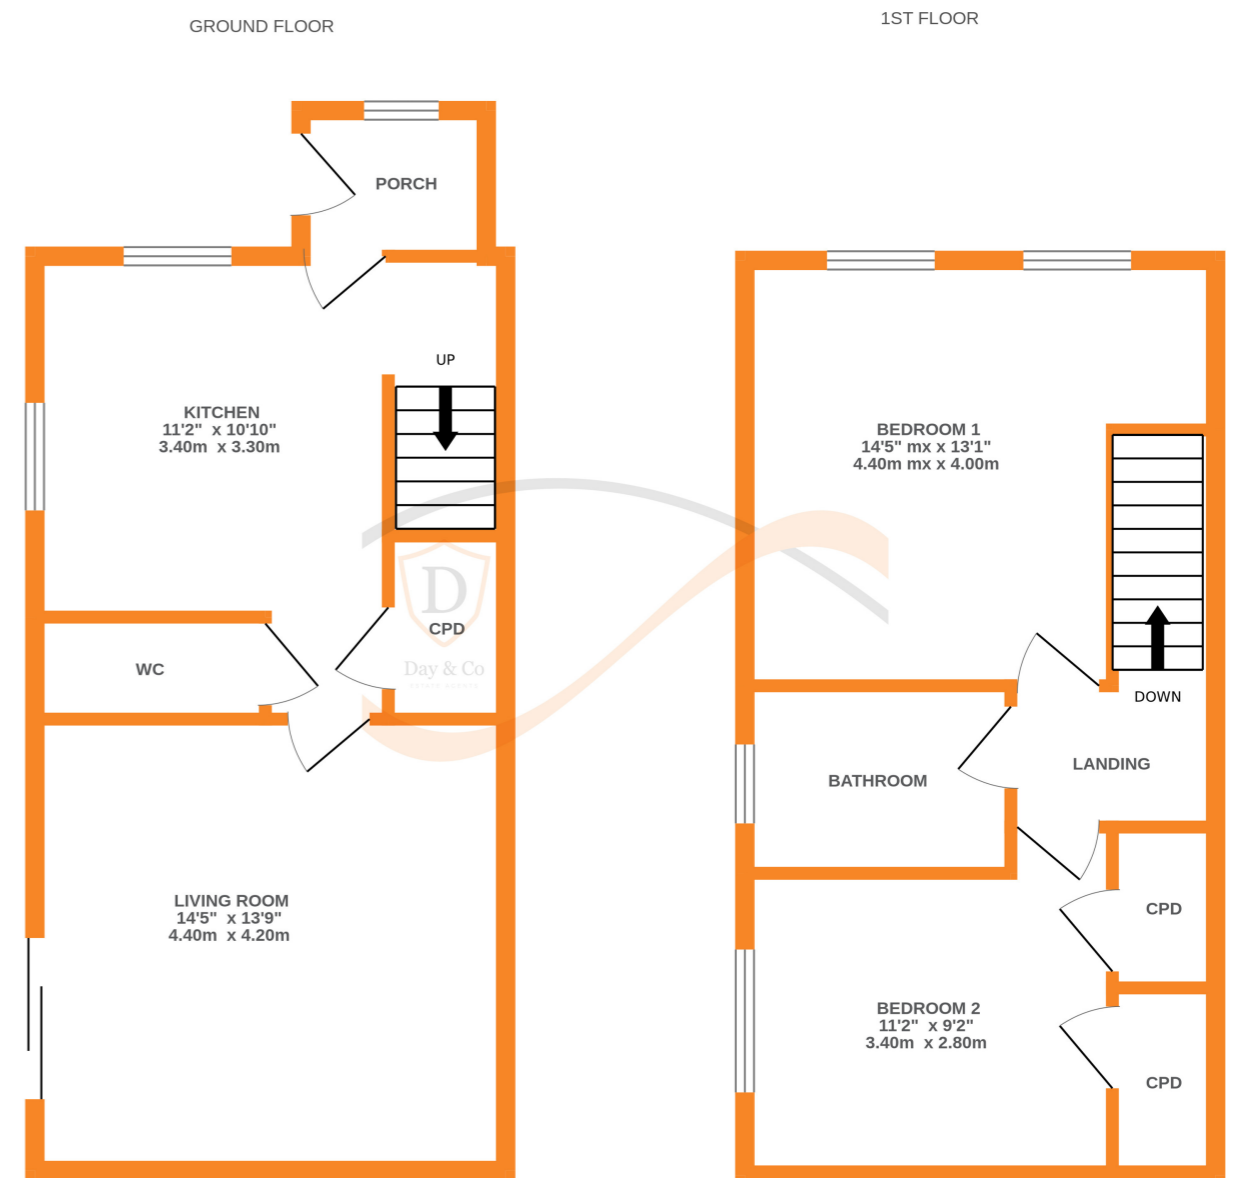 GROUND FLOOR
1ST FLOOR
PORCH
UP
KITCHEN
11'2" x 10'10"
3.40m x 3.30m
CPD
WC
D
Day & Co
LIVING ROOM
14'5" x 13'9"
4.40m x 4.20m
BEDROOM 1
14'5" mx x 13'1"
4.40m mx x 4.00m
DOWN
LANDING
BATHROOM
CPD
BEDROOM 2
11'2" x 9'2"
3.40m x 2.80m
CPD